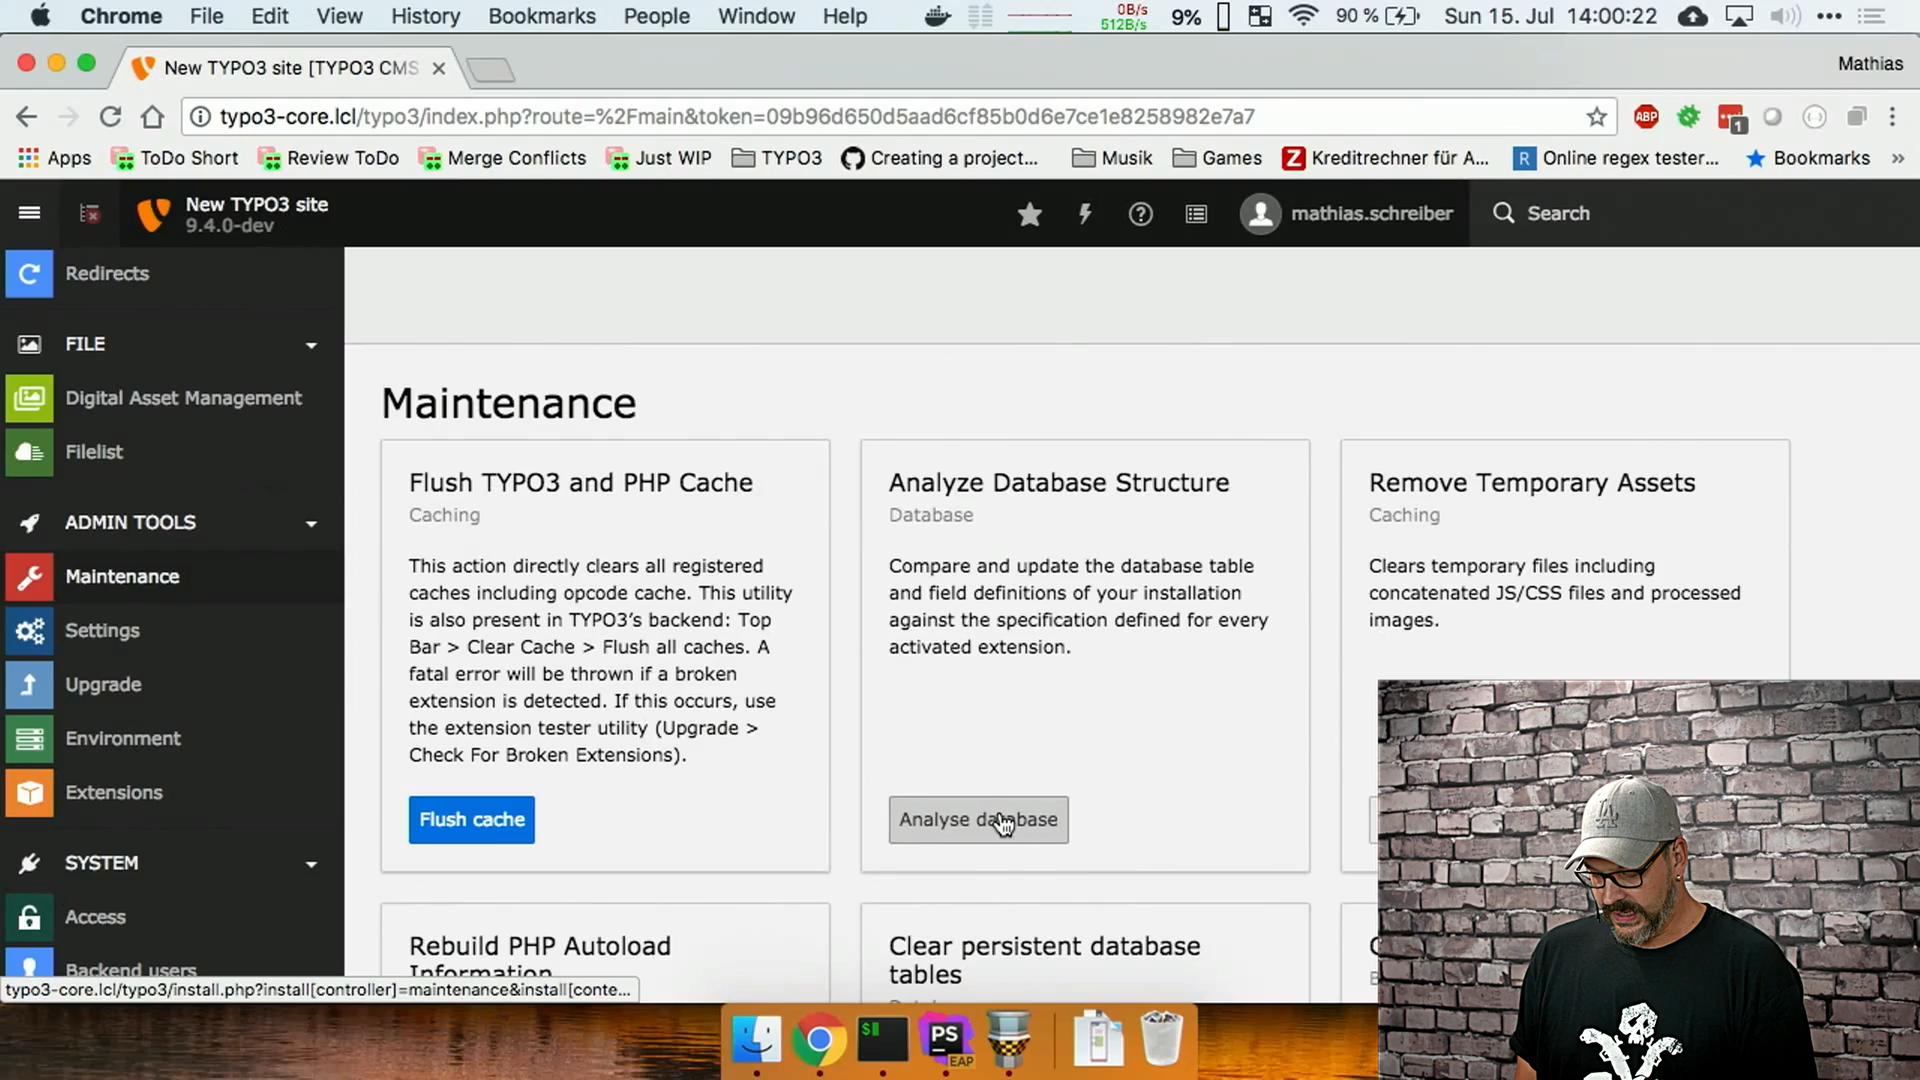 Chrome File Edit View History Bookmarks People Window Help 0B/s 512B/s 9% 90 % Sun 15. Jul 14:00:22
New TYPO3 site [TYPO3 CMS Mathias
typo3-core.lcl/typo3/index.php?route=%2Fmain&token=09b96d650d5aad6cf85b0d6e7ce1e8258982e7a7 ABP 1
Apps ToDo Short Review ToDo Merge Conflicts Just WIP TYPO3 Creating a project... Musik Games Z Kreditrechner für A... R Online regex tester... Bookmarks »
New TYPO3 site
9.4.0-dev
mathias.schreiber Search
Redirects
FILE
Digital Asset Management
Filelist
ADMIN TOOLS
Maintenance
Settings
Upgrade
Environment
Extensions
SYSTEM
Access
Backend users
Maintenance
Flush TYPO3 and PHP Cache
Caching
This action directly clears all registered
caches including opcode cache. This utility
is also present in TYPO3's backend: Top
Bar > Clear Cache > Flush all caches. A
fatal error will be thrown if a broken
extension is detected. If this occurs, use
the extension tester utility (Upgrade >
Check For Broken Extensions).
Flush cache
Analyze Database Structure
Database
Compare and update the database table
and field definitions of your installation
against the specification defined for every
activated extension.
Analyse database
Remove Temporary Assets
Caching
Clears temporary files including
concatenated JS/CSS files and processed
images.
Rebuild PHP Autoload
Information
Clear persistent database
tables
typo3-core.lcl/typo3/install.php?install[controller]=maintenance&install[conte...
$
PS
EAP
LA